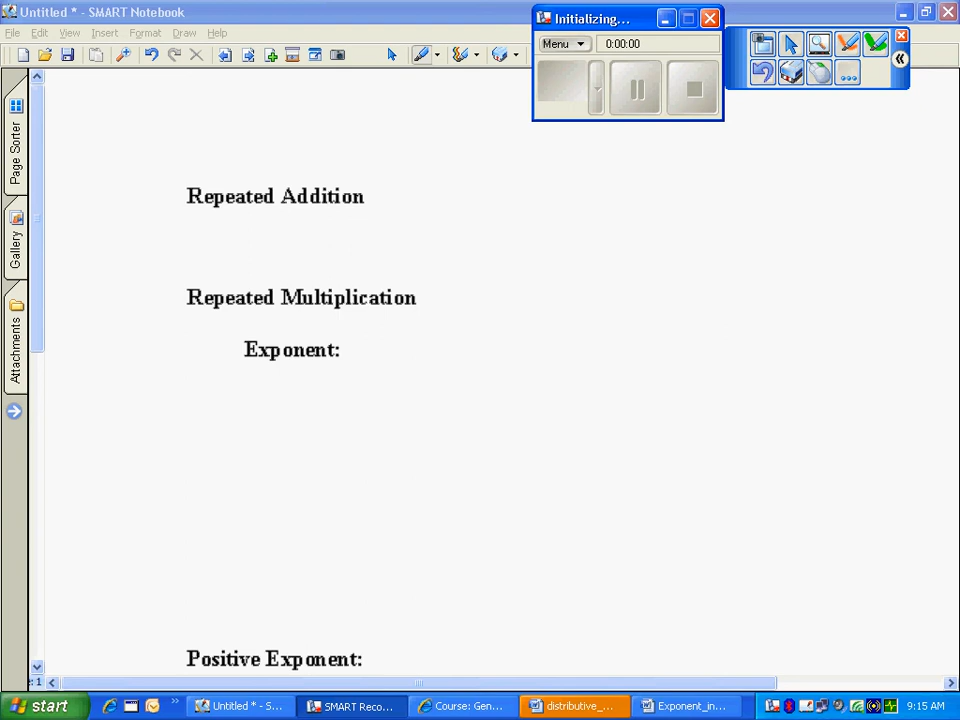 Untitled * - SMART Notebook
File Edit View Insert Format Draw Help
Initializing...
Menu 0:00:00
Page Sorter
Gallery
Attachments
Repeated Addition
Repeated Multiplication
Exponent:
Positive Exponent:
: 1
start Untitled * - S... SMART Reco... Course: Gen... distributive_... Exponent_in... 9:15 AM